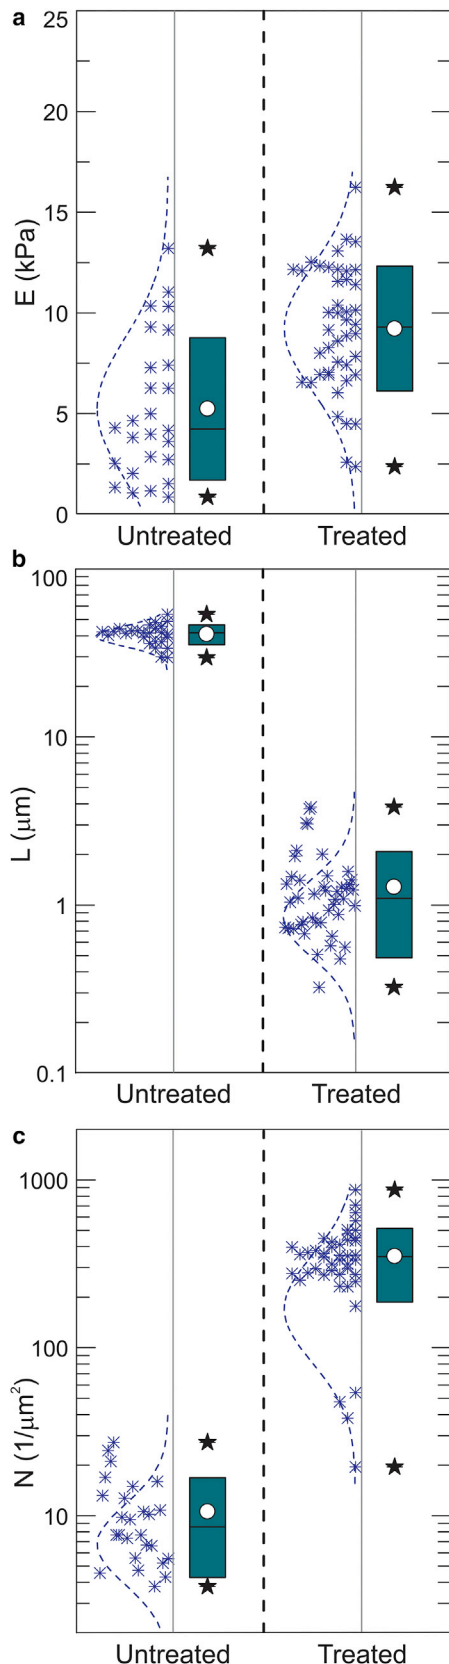 a
25
20
15
10
5
0
E (kPa)
Untreated Treated
b
100
10
1
0.1
L (μm)
Untreated Treated
c
1000
100
10
N (1/μm²)
Untreated Treated